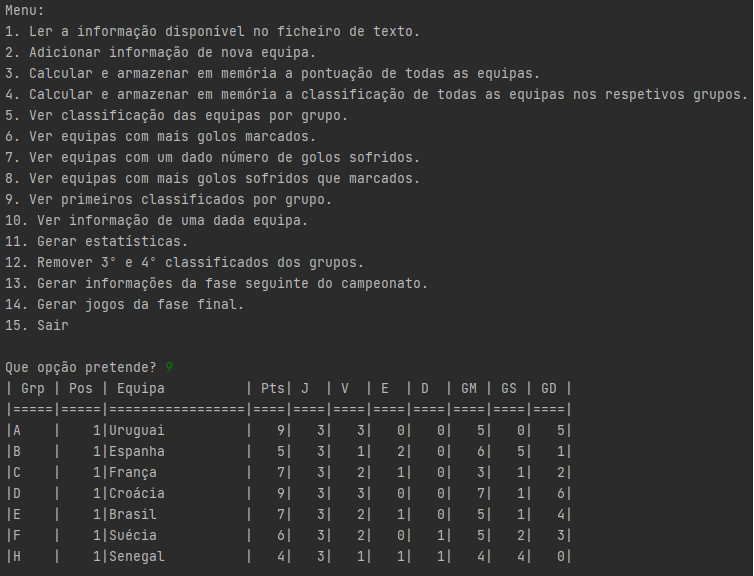 Menu:
1. Ler a informação disponível no ficheiro de texto.
2. Adicionar informação de nova equipa.
3. Calcular e armazenar em memória a pontuação de todas as equipas.
4. Calcular e armazenar em memória a classificação de todas as equipas nos respetivos grupos.
5. Ver classificação das equipas por grupo.
6. Ver equipas com mais golos marcados.
7. Ver equipas com um dado número de golos sofridos.
8. Ver equipas com mais golos sofridos que marcados.
9. Ver primeiros classificados por grupo.
10. Ver informação de uma dada equipa.
11. Gerar estatísticas.
12. Remover 3° e 4° classificados dos grupos.
13. Gerar informações da fase seguinte do campeonato.
14. Gerar jogos da fase final.
15. Sair
Que opção pretende? 9
| Grp | Pos | Equipa          | Pts| J  | V  | E  | D  | GM | GS | GD |
|=====|=====|=================|====|====|====|====|====|====|====|====|
|A    |    1|Uruguai          |   9|   3|   3|   0|   0|   5|   0|   5|
|B    |    1|Espanha          |   5|   3|   1|   2|   0|   6|   5|   1|
|C    |    1|França           |   7|   3|   2|   1|   0|   3|   1|   2|
|D    |    1|Croácia          |   9|   3|   3|   0|   0|   7|   1|   6|
|E    |    1|Brasil           |   7|   3|   2|   1|   0|   5|   1|   4|
|F    |    1|Suécia           |   6|   3|   2|   0|   1|   5|   2|   3|
|H    |    1|Senegal          |   4|   3|   1|   1|   1|   4|   4|   0|